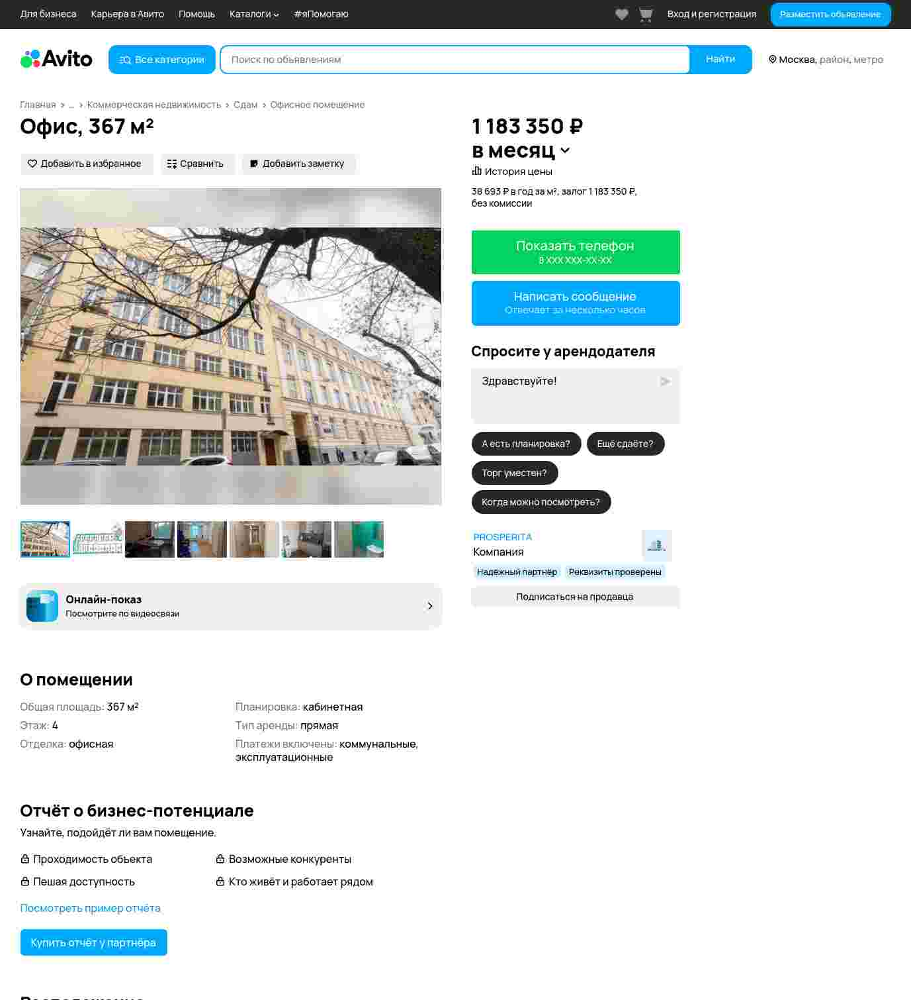 Для бизнеса Карьера в Авито Помощь Каталоги #яПомогаю Вход и регистрация Разместить объявление
Avito Все категории Поиск по объявлениям Найти Москва, район, метро
Главная > ... > Коммерческая недвижимость > Сдам > Офисное помещение
Офис, 367 м²
Добавить в избранное Сравнить Добавить заметку
1 183 350 ₽
в месяц
История цены
38 693 ₽ в год за м², залог 1 183 350 ₽,
без комиссии
Показать телефон
8 XXX XXX-XX-XX
Написать сообщение
Отвечает за несколько часов
Спросите у арендодателя
Здравствуйте!
А есть планировка? Ещё сдаёте?
Торг уместен?
Когда можно посмотреть?
PROSPERITA
Компания
Надёжный партнёр Реквизиты проверены
Подписаться на продавца
Онлайн-показ
Посмотрите по видеосвязи
О помещении
Общая площадь: 367 м²
Этаж: 4
Отделка: офисная
Планировка: кабинетная
Тип аренды: прямая
Платежи включены: коммунальные,
эксплуатационные
Отчёт о бизнес-потенциале
Узнайте, подойдёт ли вам помещение.
Проходимость объекта Возможные конкуренты
Пешая доступность Кто живёт и работает рядом
Посмотреть пример отчёта
Купить отчёт у партнёра